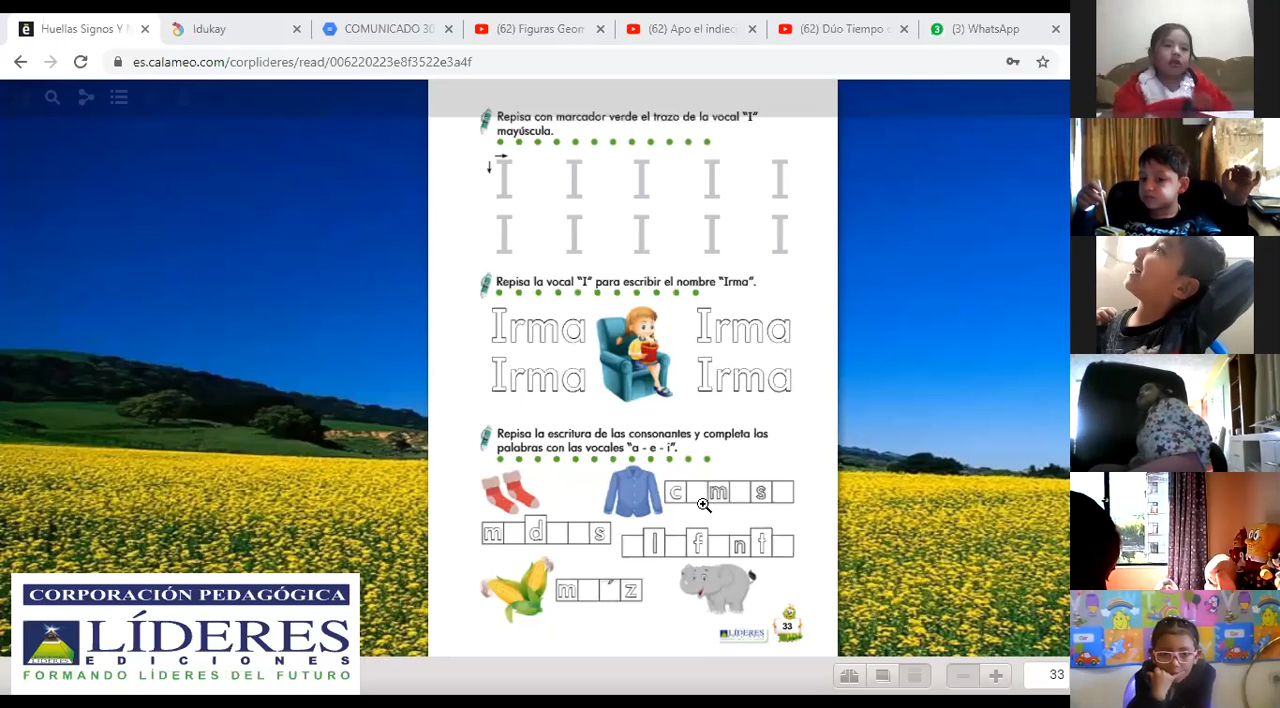 Huellas Signos Y
Idukay
COMUNICADO 30
(62) Figuras Geom
(62) Apo el indiec
(62) Dúo Tiempo
(3) WhatsApp
es.calameo.com/corplideres/read/006220223e8f3522e3a4f
Repisa con marcador verde el trazo de la vocal "I"
mayúscula.
I I I I I
I I I I I
Repisa la vocal "I" para escribir el nombre "Irma".
Irma Irma
Irma Irma
Repisa la escritura de las consonantes y completa las
palabras con las vocales "a - e - i".
c m s
m d s
l f n t
m ´ z
LÍDERES
33
CORPORACIÓN PEDAGÓGICA
LÍDERES
EDICIONES
FORMANDO LÍDERES DEL FUTURO
33